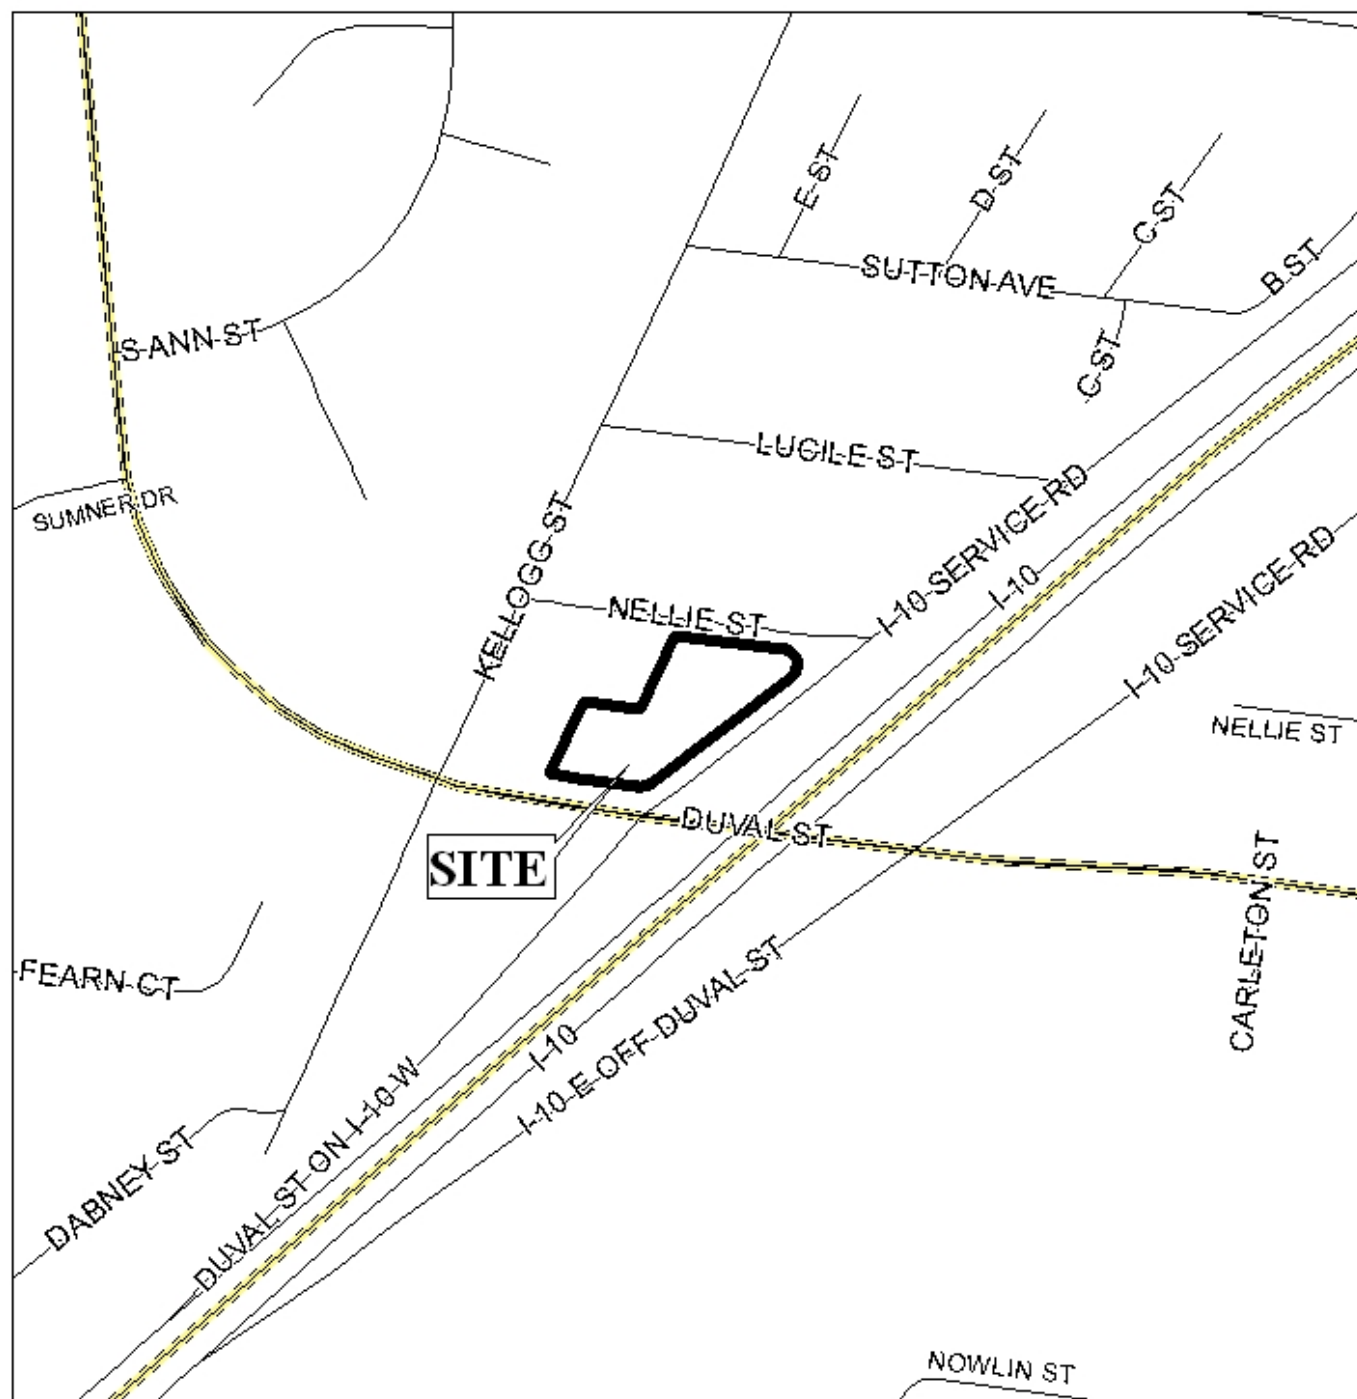 E ST
D ST
C ST
SUTTON AVE
B ST
S ANN ST
C ST
LUCILE ST
SUMNER DR
KELLOGG ST
I-10 SERVICE RD
I-10
I-10 SERVICE RD
NELLIE ST
NELLIE ST
DUVAL ST
SITE
CARLETON ST
FEARN CT
I-10
I-10 E OFF DUVAL ST
DUVAL ST ON I-10 W
DABNEY ST
NOWLIN ST